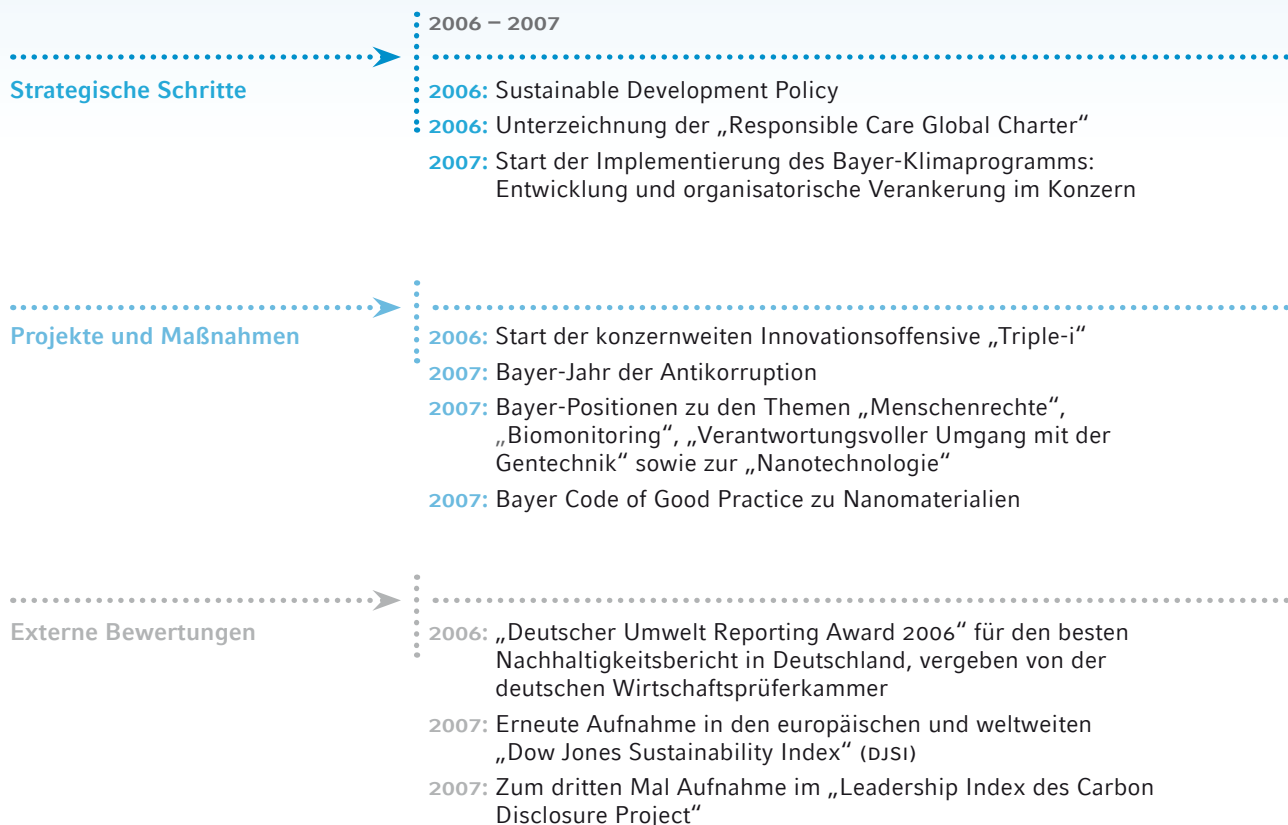 2006 – 2007
Strategische Schritte
2006: Sustainable Development Policy
2006: Unterzeichnung der „Responsible Care Global Charter“
2007: Start der Implementierung des Bayer-Klimaprogramms:
Entwicklung und organisatorische Verankerung im Konzern
Projekte und Maßnahmen
2006: Start der konzernweiten Innovationsoffensive „Triple-i“
2007: Bayer-Jahr der Antikorruption
2007: Bayer-Positionen zu den Themen „Menschenrechte“,
„Biomonitoring“, „Verantwortungsvoller Umgang mit der
Gentechnik“ sowie zur „Nanotechnologie“
2007: Bayer Code of Good Practice zu Nanomaterialien
Externe Bewertungen
2006: „Deutscher Umwelt Reporting Award 2006“ für den besten
Nachhaltigkeitsbericht in Deutschland, vergeben von der
deutschen Wirtschaftsprüferkammer
2007: Erneute Aufnahme in den europäischen und weltweiten
„Dow Jones Sustainability Index“ (DJSI)
2007: Zum dritten Mal Aufnahme im „Leadership Index des Carbon
Disclosure Project“